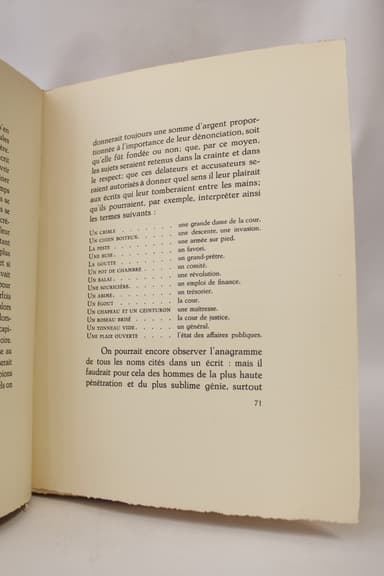 donnerait toujours une somme d'argent propor-
tionnée à l'importance de leur dénonciation, soit
qu'elle fût fondée ou non; que, par ce moyen,
les sujets seraient retenus dans la crainte et dans
le respect; que ces délateurs et accusateurs se-
raient autorisés à donner quel sens il leur plairait
aux écrits qui leur tomberaient entre les mains;
qu'ils pourraient, par exemple, interpréter ainsi
les termes suivants :
UN CRIBLE . . . . . . . une grande dame de la cour.
UN CHIEN BOITEUX. . . . . . une descente, une invasion.
LA PESTE . . . . . . . une armée sur pied.
UNE BUSE . . . . . . . un favori.
LA GOUTTE . . . . . . . un grand-prêtre.
UN POT DE CHAMBRE . . . . un comité.
UN BALAI . . . . . . . une révolution.
UNE SOURICIÈRE. . . . . . un emploi de finance.
UN ABIME. . . . . . . un trésorier.
UN ÉGOUT . . . . . . . la cour.
UN CHAPEAU ET UN CEINTURON une maîtresse.
UN ROSEAU BRISÉ . . . . . la cour de justice.
UN TONNEAU VIDE. . . . . un général.
UNE PLAIE OUVERTE . . . . l'état des affaires publiques.
On pourrait encore observer l'anagramme
de tous les noms cités dans un écrit : mais il
faudrait pour cela des hommes de la plus haute
pénétration et du plus sublime génie, surtout
71